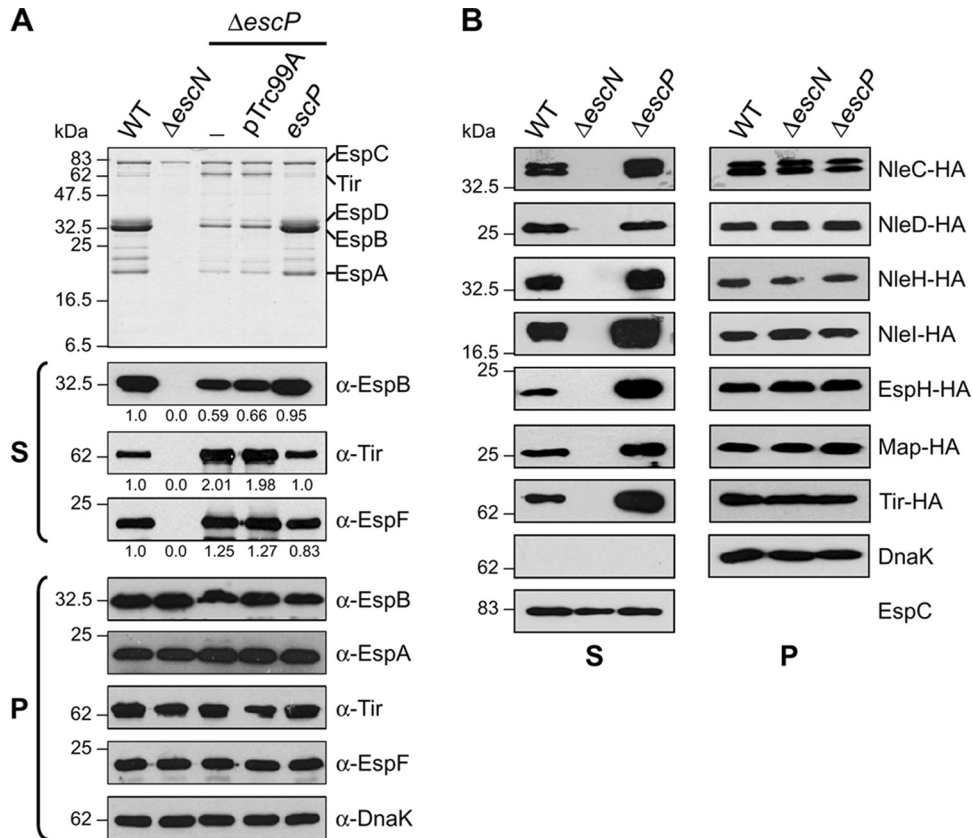 A
ΔescP
WT ΔescN – pTrc99A escP
kDa
83
62
47.5
32.5
25
16.5
6.5
EspC
Tir
EspD
EspB
EspA
S
32.5 α-EspB
1.0 0.0 0.59 0.66 0.95
62 α-Tir
1.0 0.0 2.01 1.98 1.0
25 α-EspF
1.0 0.0 1.25 1.27 0.83
P
32.5 α-EspB
25 α-EspA
62 α-Tir
25 α-EspF
62 α-DnaK
B
WT ΔescN ΔescP WT ΔescN ΔescP
kDa
32.5 NleC-HA
25 NleD-HA
32.5 NleH-HA
16.5 NleI-HA
25 EspH-HA
25 Map-HA
62 Tir-HA
62 DnaK
83 EspC
S P